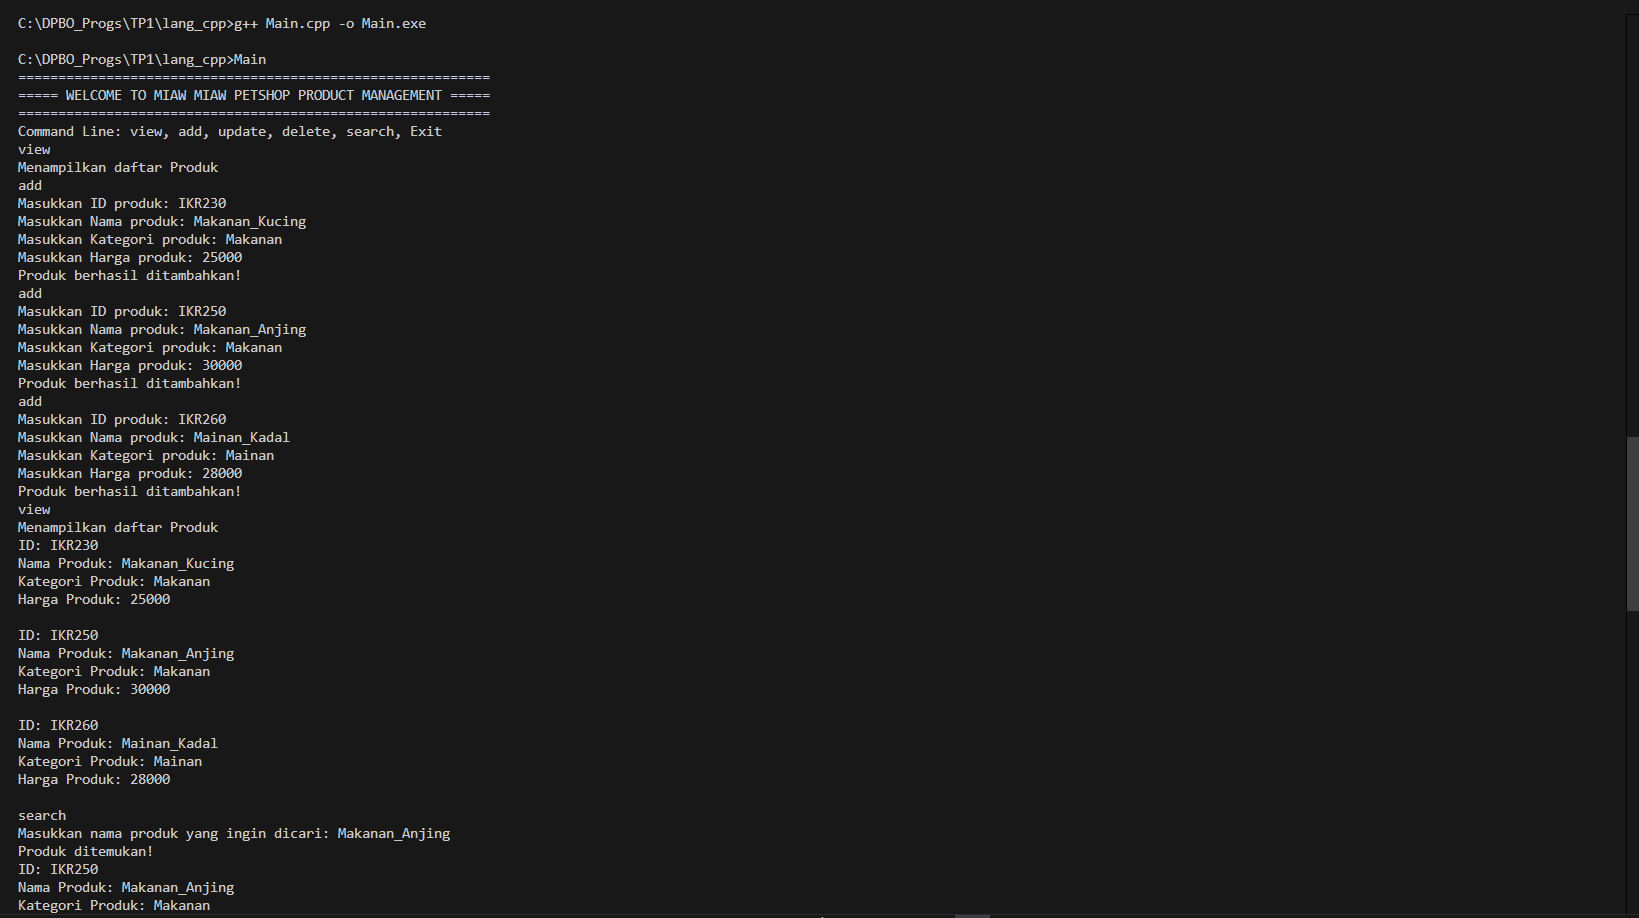 C:\DPBO_Progs\TP1\lang_cpp>g++ Main.cpp -o Main.exe
C:\DPBO_Progs\TP1\lang_cpp>Main
===========================================================
===== WELCOME TO MIAW MIAW PETSHOP PRODUCT MANAGEMENT =====
===========================================================
Command Line: view, add, update, delete, search, Exit
view
Menampilkan daftar Produk
add
Masukkan ID produk: IKR230
Masukkan Nama produk: Makanan_Kucing
Masukkan Kategori produk: Makanan
Masukkan Harga produk: 25000
Produk berhasil ditambahkan!
add
Masukkan ID produk: IKR250
Masukkan Nama produk: Makanan_Anjing
Masukkan Kategori produk: Makanan
Masukkan Harga produk: 30000
Produk berhasil ditambahkan!
add
Masukkan ID produk: IKR260
Masukkan Nama produk: Mainan_Kadal
Masukkan Kategori produk: Mainan
Masukkan Harga produk: 28000
Produk berhasil ditambahkan!
view
Menampilkan daftar Produk
ID: IKR230
Nama Produk: Makanan_Kucing
Kategori Produk: Makanan
Harga Produk: 25000
ID: IKR250
Nama Produk: Makanan_Anjing
Kategori Produk: Makanan
Harga Produk: 30000
ID: IKR260
Nama Produk: Mainan_Kadal
Kategori Produk: Mainan
Harga Produk: 28000
search
Masukkan nama produk yang ingin dicari: Makanan_Anjing
Produk ditemukan!
ID: IKR250
Nama Produk: Makanan_Anjing
Kategori Produk: Makanan